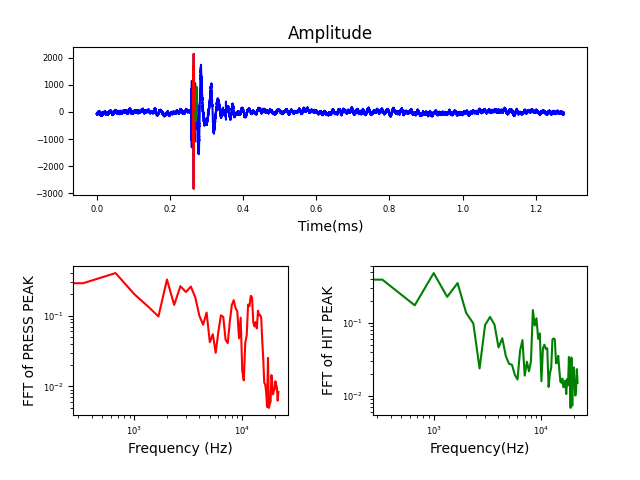 Amplitude
2000
1000
0
−1000
−2000
−3000
0.0 0.2 0.4 0.6 0.8 1.0 1.2
Time(ms)
FFT of PRESS PEAK
10⁻¹
10⁻²
10³ 10⁴
Frequency (Hz)
FFT of HIT PEAK
10⁻¹
10⁻²
10³ 10⁴
Frequency(Hz)